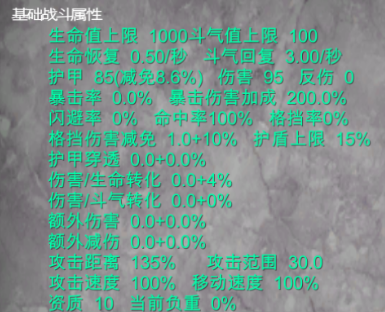 基础战斗属性
生命值上限 1000斗气值上限 100
生命恢复 0.50/秒 斗气回复 3.00/秒
护甲 85(减免8.6%) 伤害 95 反伤 0
暴击率 0.0% 暴击伤害加成 200.0%
闪避率 0% 命中率100% 格挡率0%
格挡伤害减免 1.0+10% 护盾上限 15%
护甲穿透 0.0+0.0%
伤害/生命转化 0.0+4%
伤害/斗气转化 0.0+0%
额外伤害 0.0+0.0%
额外减伤 0.0+0.0%
攻击距离 135% 攻击范围 30.0
攻击速度 100% 移动速度 100%
资质 10 当前负重 0%